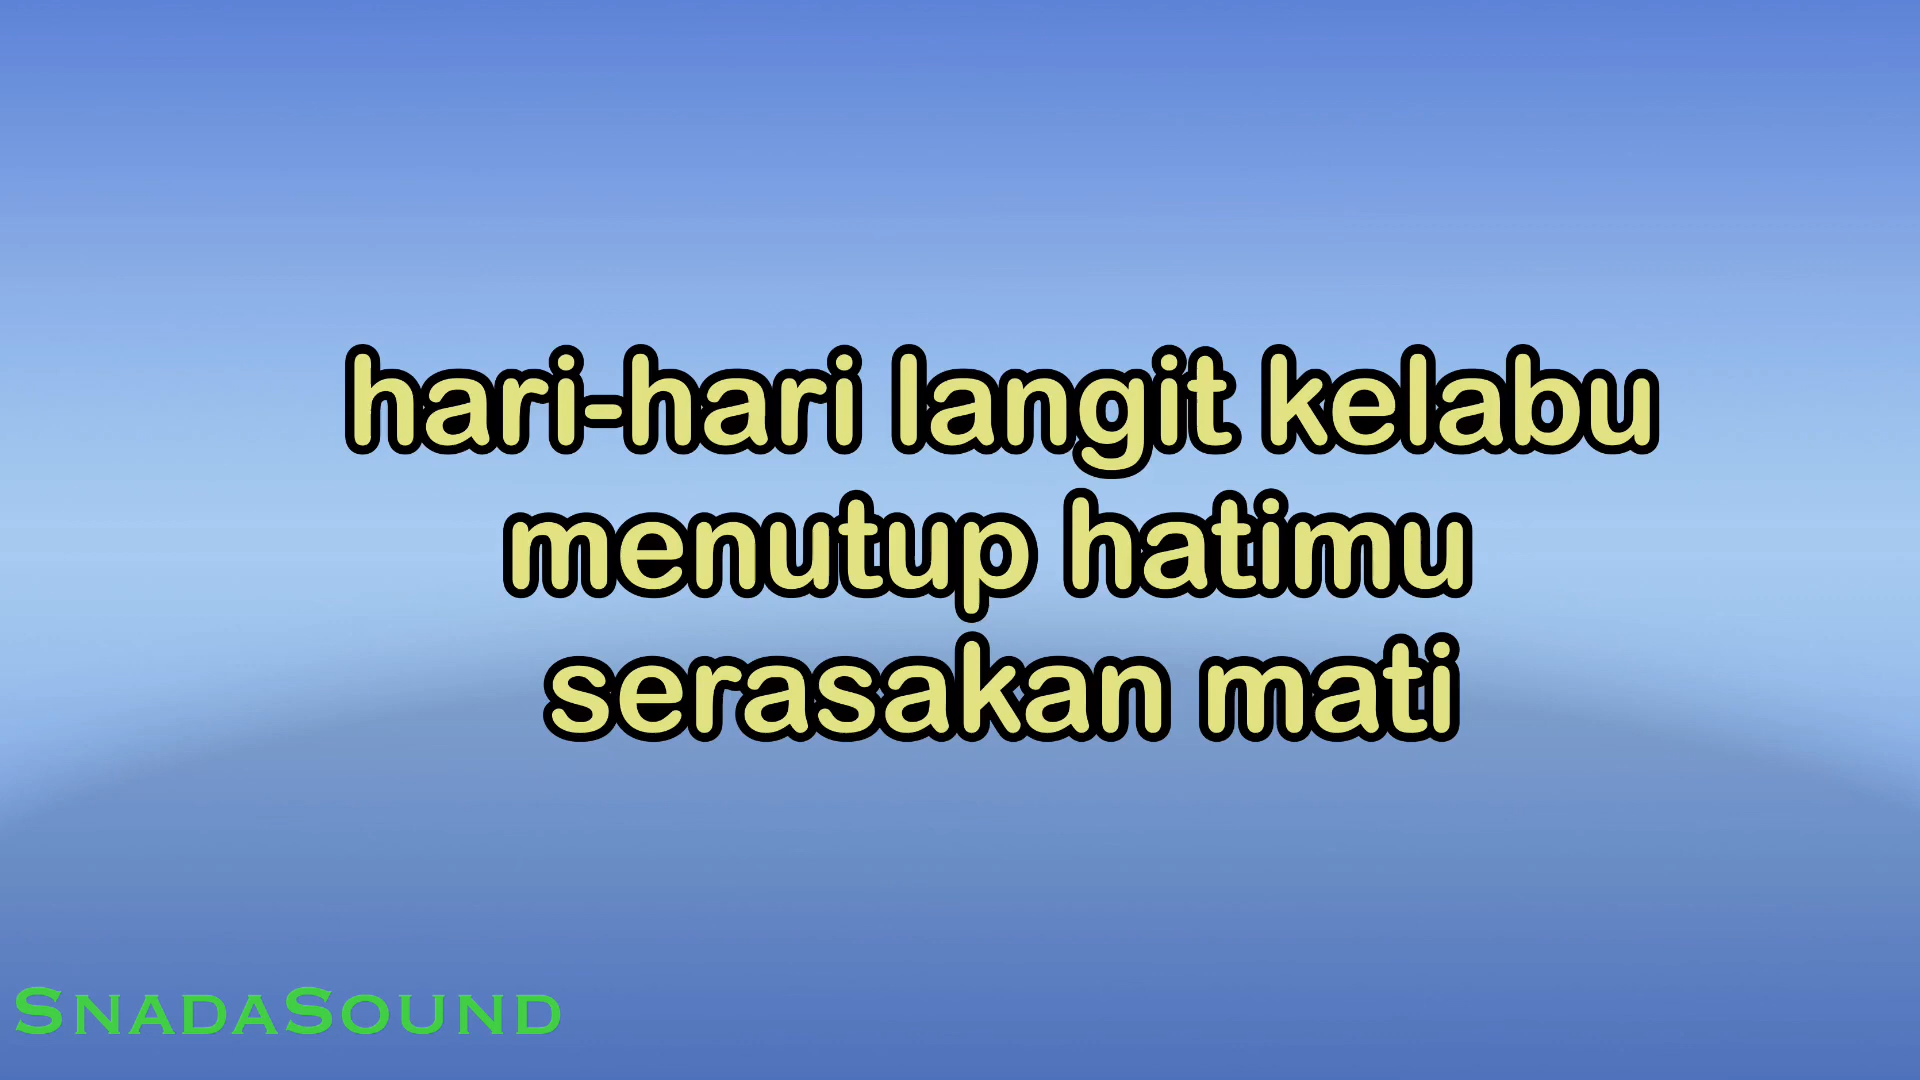 hari-hari langit kelabu
menutup hatimu
serasakan mati
SnadaSound